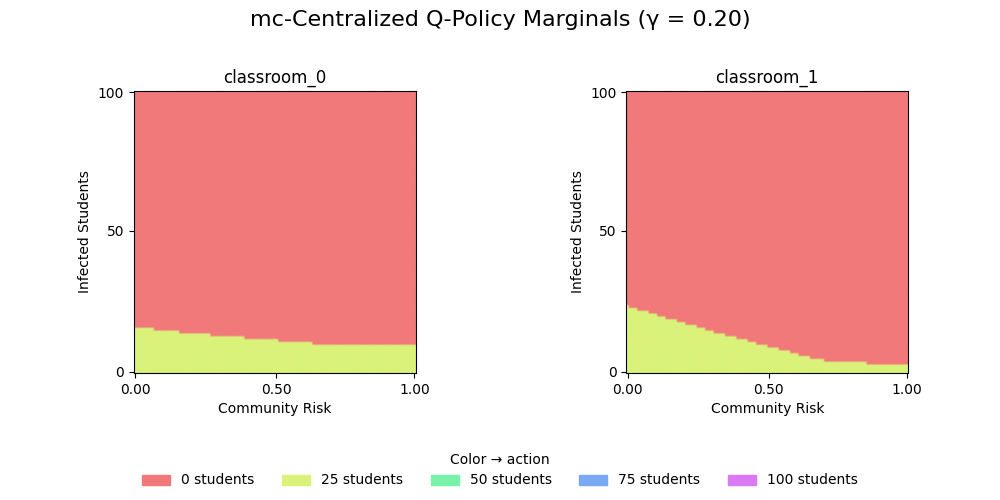 mc-Centralized Q-Policy Marginals (γ = 0.20)
classroom_0
classroom_1
100
50
0
Infected Students
0.00 0.50 1.00
Community Risk
100
50
0
Infected Students
0.00 0.50 1.00
Community Risk
Color → action
0 students 25 students 50 students 75 students 100 students